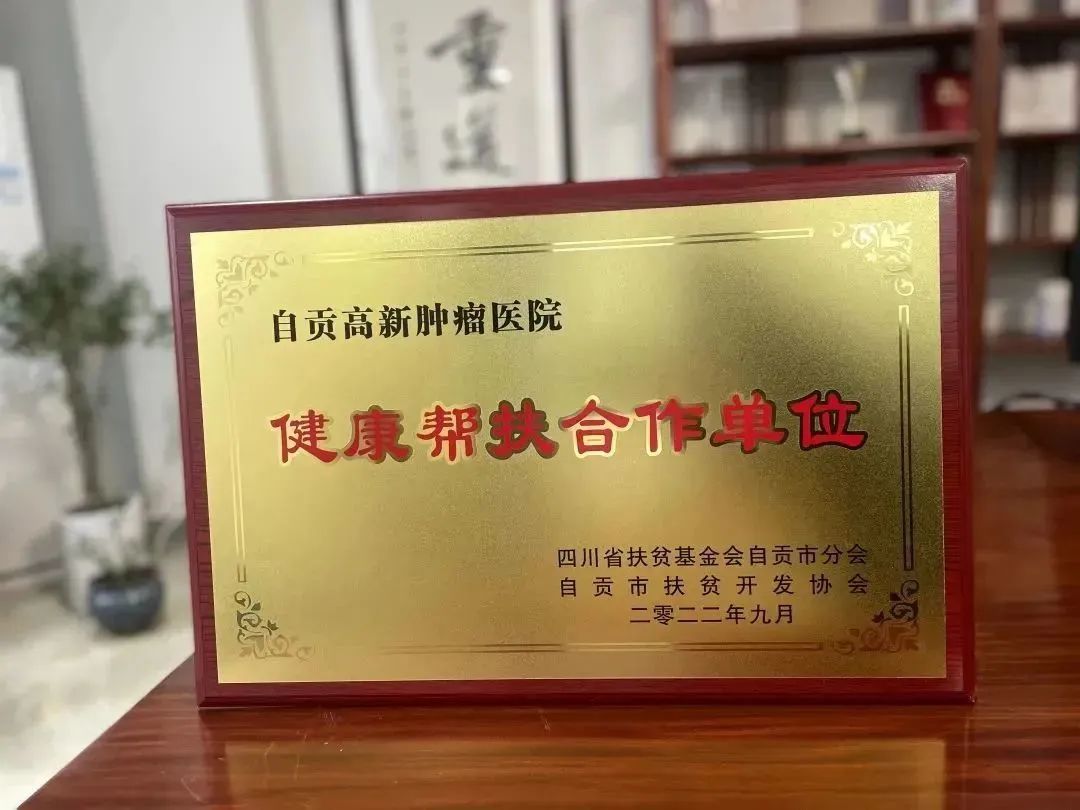 重道
自贡高新肿瘤医院
健康帮扶合作单位
四川省扶贫基金会自贡市分会
自贡市扶贫开发协会
二零二二年九月